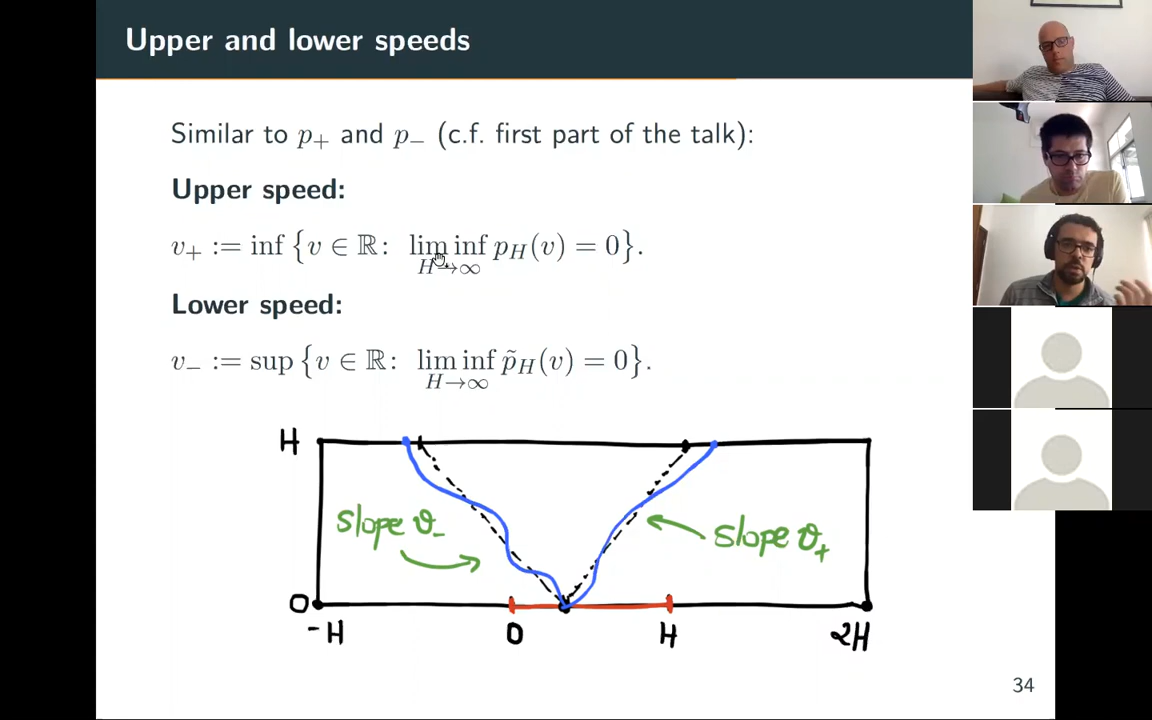 Upper and lower speeds
Similar to p₊ and p₋ (c.f. first part of the talk):
Upper speed:
v₊ := inf {v ∈ ℝ: lim inf_{H→∞} p_H(v) = 0}.
Lower speed:
v₋ := sup {v ∈ ℝ: lim inf_{H→∞} p̃_H(v) = 0}.
H
slope ϑ₋
slope ϑ₊
0
-H
0
H
2H
34